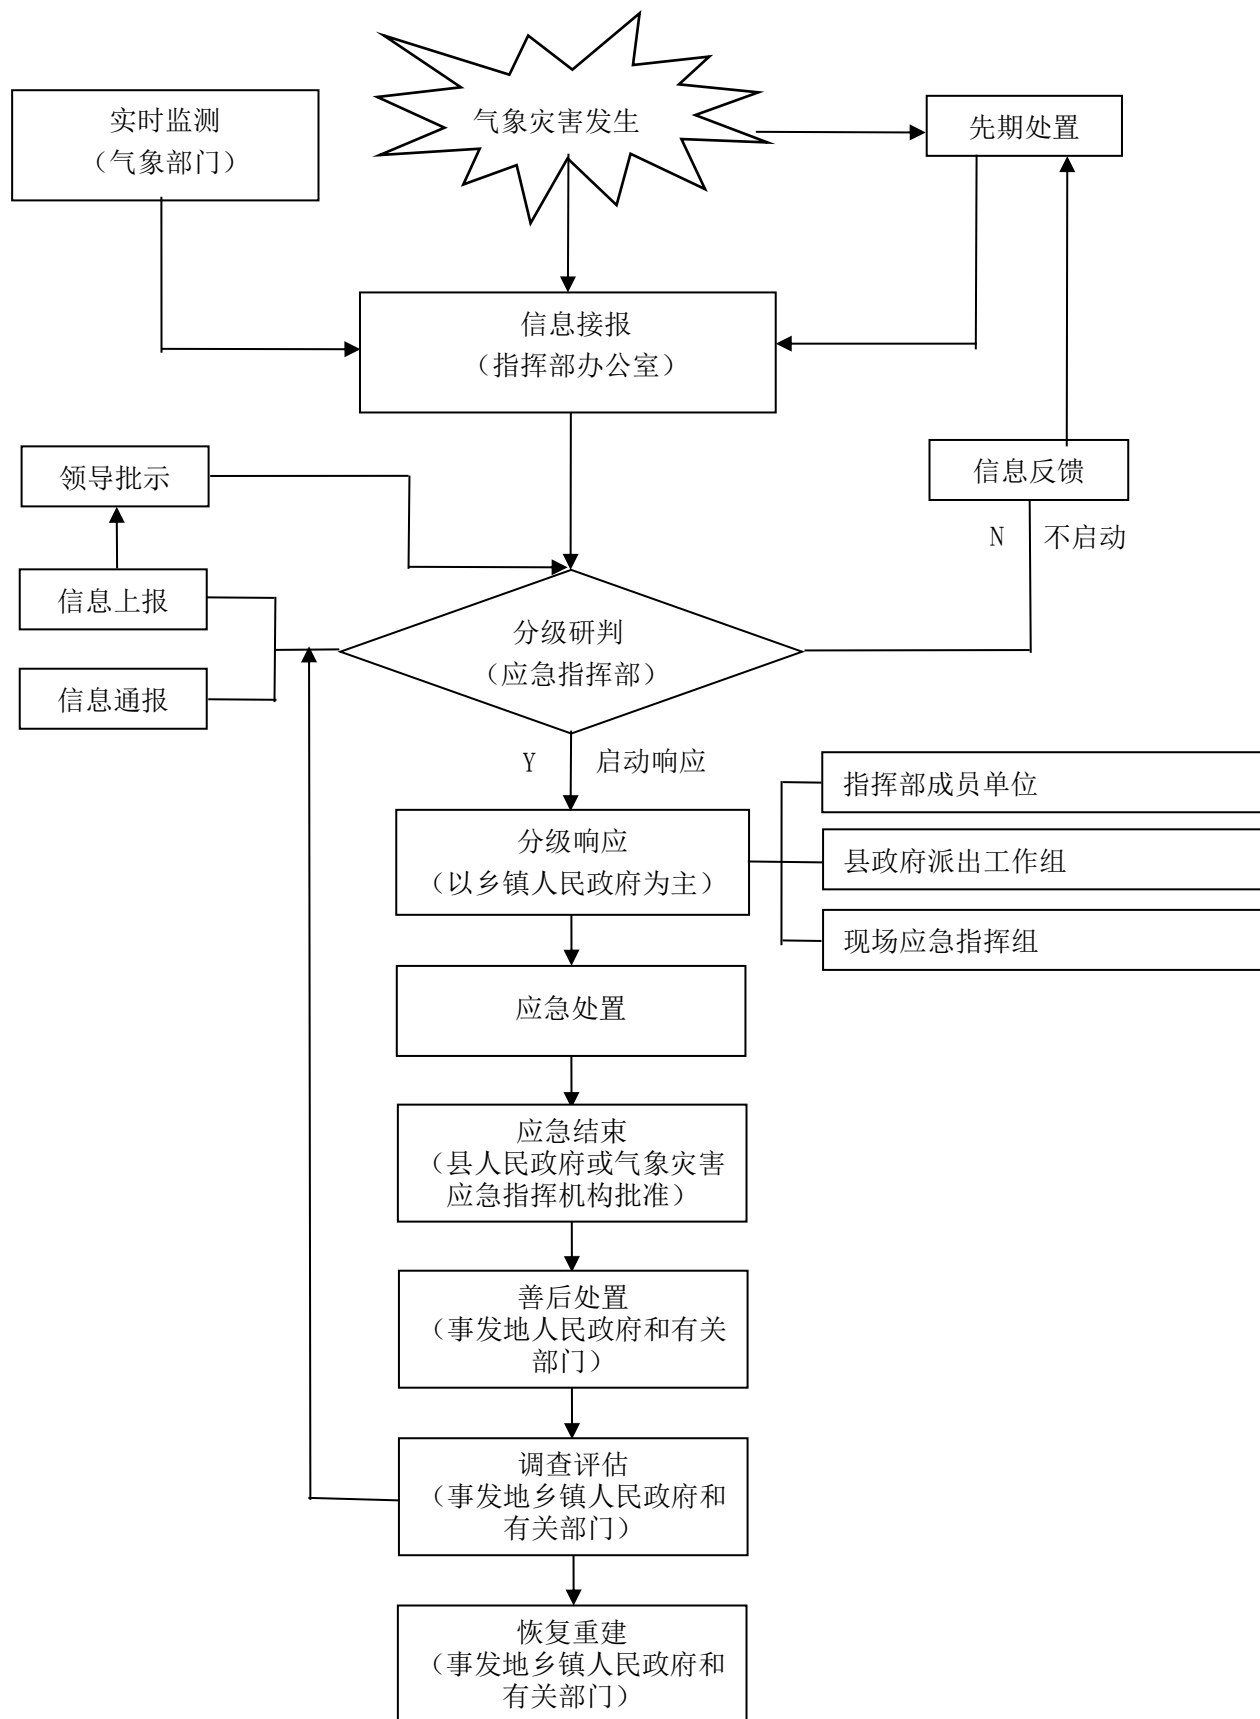 气象灾害发生
实时监测
（气象部门）
先期处置
信息接报
（指挥部办公室）
领导批示
信息反馈
N 不启动
信息上报
分级研判
（应急指挥部）
信息通报
Y 启动响应
指挥部成员单位
分级响应
（以乡镇人民政府为主）
县政府派出工作组
现场应急指挥组
应急处置
应急结束
（县人民政府或气象灾害
应急指挥机构批准）
善后处置
（事发地人民政府和有关
部门）
调查评估
（事发地乡镇人民政府和
有关部门）
恢复重建
（事发地乡镇人民政府和
有关部门）